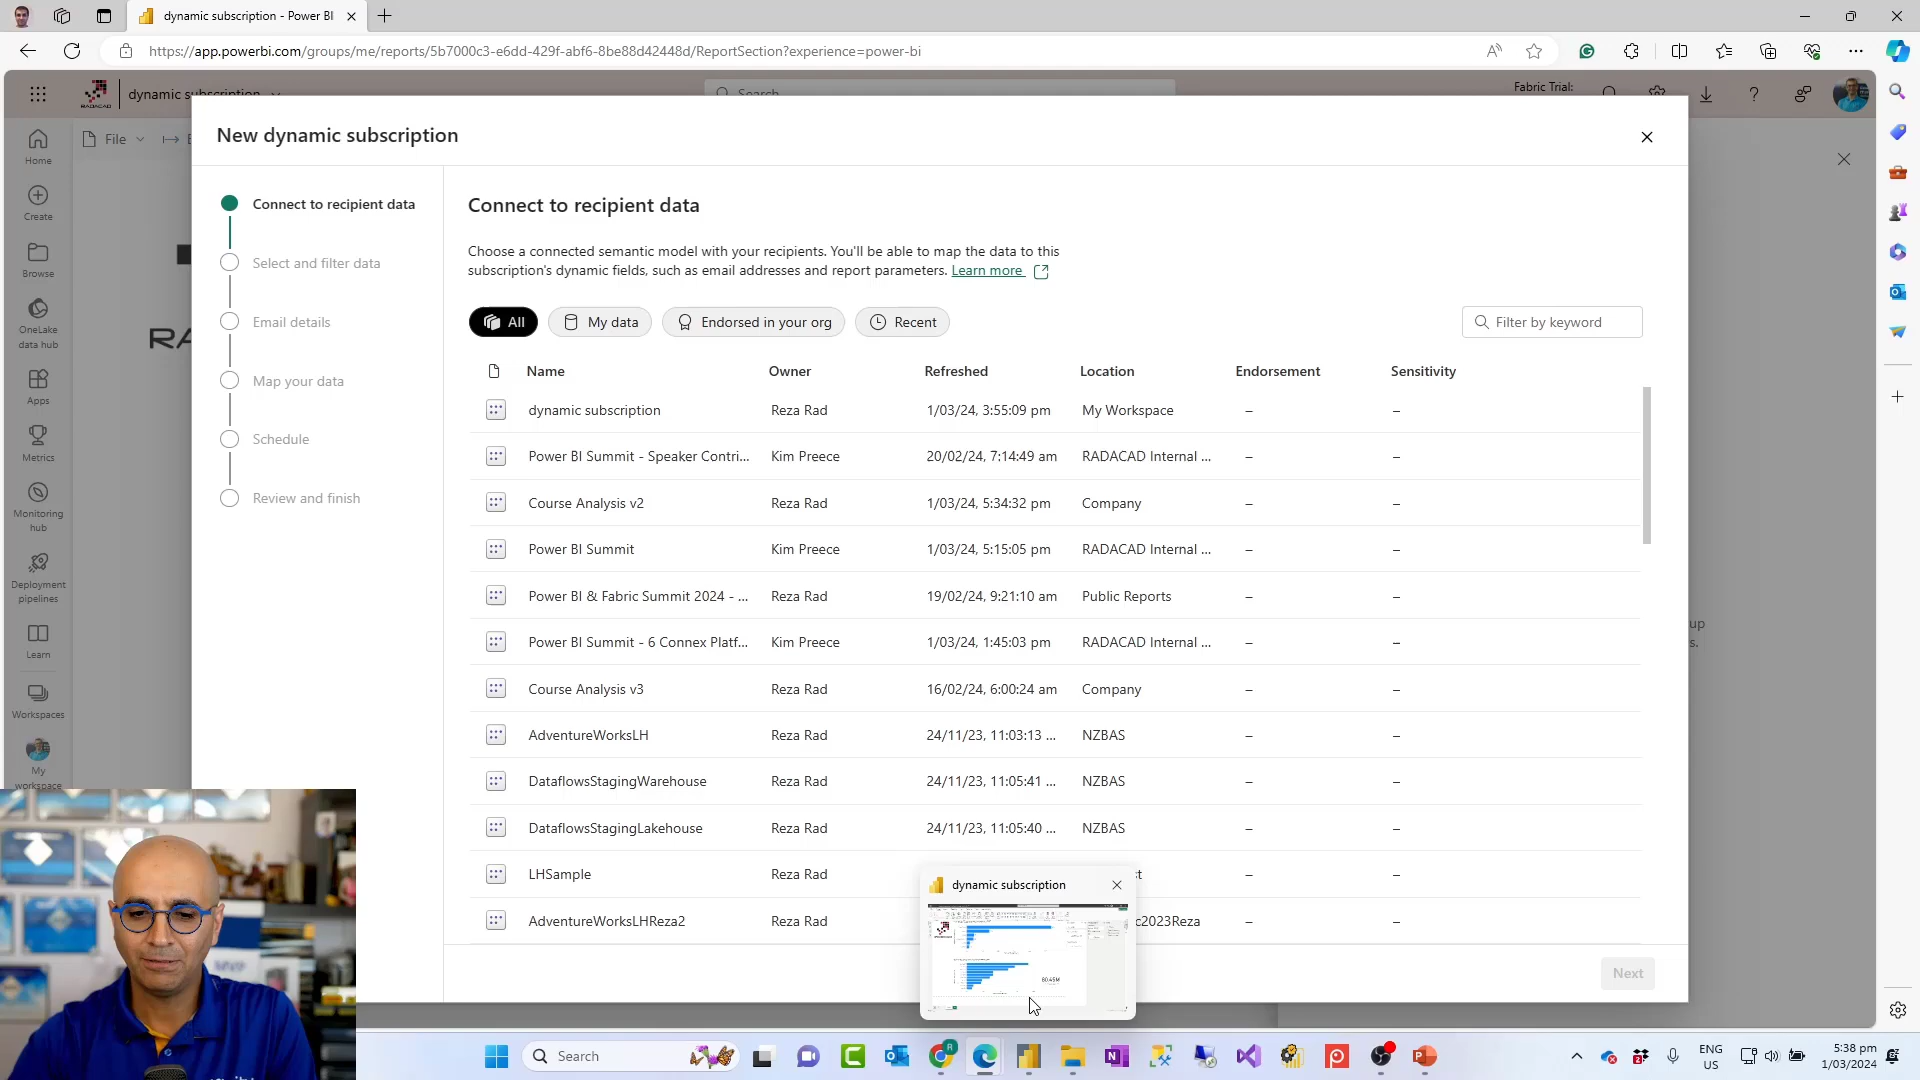 dynamic subscription - Power BI
https://app.powerbi.com/groups/me/reports/5b7000c3-e6dd-429f-abf6-8be88d42448d/ReportSection?experience=power-bi
RADACAD
dynamic subscription
Search
Fabric Trial:
File
Home
Create
Browse
OneLake
data hub
Apps
Metrics
Monitoring
hub
Deployment
pipelines
Learn
Workspaces
My
workspace
New dynamic subscription
Connect to recipient data
Select and filter data
Email details
Map your data
Schedule
Review and finish
Connect to recipient data
Choose a connected semantic model with your recipients. You'll be able to map the data to this
subscription's dynamic fields, such as email addresses and report parameters. Learn more
All My data Endorsed in your org Recent Filter by keyword
Name Owner Refreshed Location Endorsement Sensitivity
dynamic subscription Reza Rad 1/03/24, 3:55:09 pm My Workspace – –
Power BI Summit - Speaker Contri... Kim Preece 20/02/24, 7:14:49 am RADACAD Internal ... – –
Course Analysis v2 Reza Rad 1/03/24, 5:34:32 pm Company – –
Power BI Summit Kim Preece 1/03/24, 5:15:05 pm RADACAD Internal ... – –
Power BI & Fabric Summit 2024 - ... Reza Rad 19/02/24, 9:21:10 am Public Reports – –
Power BI Summit - 6 Connex Platf... Kim Preece 1/03/24, 1:45:03 pm RADACAD Internal ... – –
Course Analysis v3 Reza Rad 16/02/24, 6:00:24 am Company – –
AdventureWorksLH Reza Rad 24/11/23, 11:03:13 ... NZBAS – –
DataflowsStagingWarehouse Reza Rad 24/11/23, 11:05:41 ... NZBAS – –
DataflowsStagingLakehouse Reza Rad 24/11/23, 11:05:40 ... NZBAS – –
LHSample Reza Rad – –
AdventureWorksLHReza2 Reza Rad c2023Reza – –
dynamic subscription
80.45M
Next
RA
up
s.
Search
ENG
US
5:38 pm
1/03/2024